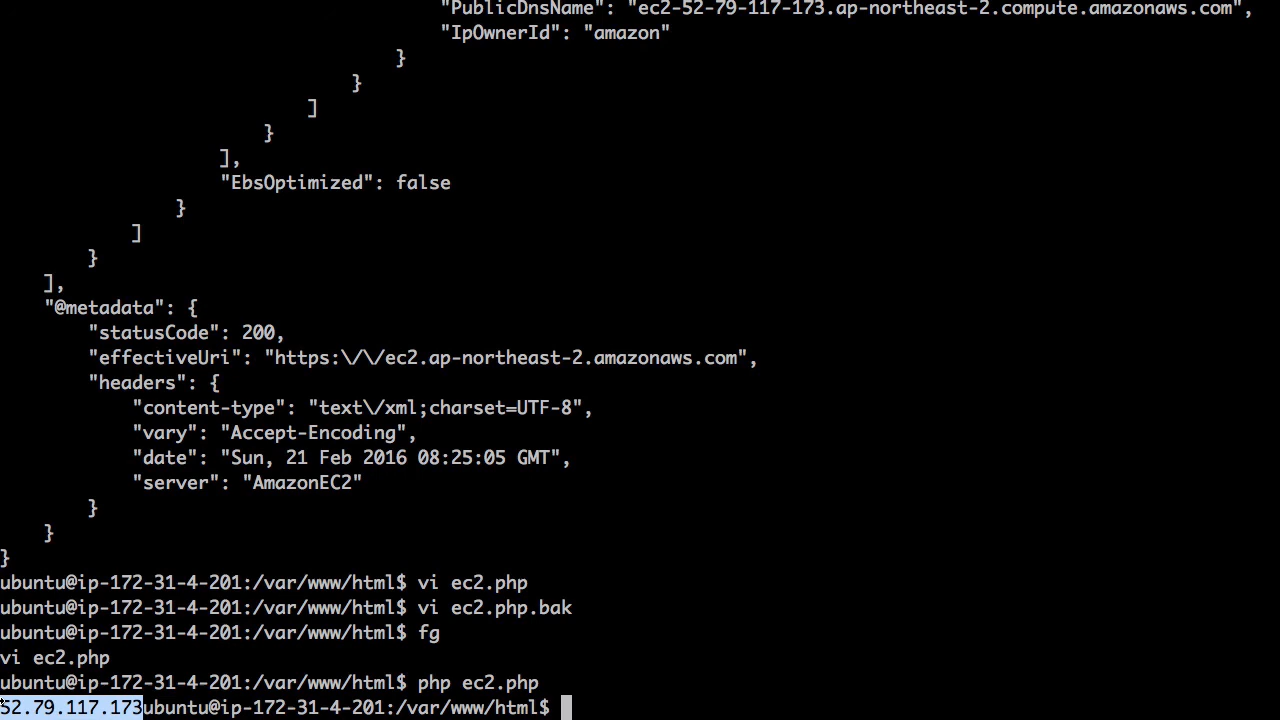 "PublicDnsName": "ec2-52-79-117-173.ap-northeast-2.compute.amazonaws.com",
"IpOwnerId": "amazon"
}
}
]
}
],
"EbsOptimized": false
}
]
}
],
"@metadata": {
"statusCode": 200,
"effectiveUri": "https:\/\/ec2.ap-northeast-2.amazonaws.com",
"headers": {
"content-type": "text\/xml;charset=UTF-8",
"vary": "Accept-Encoding",
"date": "Sun, 21 Feb 2016 08:25:05 GMT",
"server": "AmazonEC2"
}
}
}
ubuntu@ip-172-31-4-201:/var/www/html$ vi ec2.php
ubuntu@ip-172-31-4-201:/var/www/html$ vi ec2.php.bak
ubuntu@ip-172-31-4-201:/var/www/html$ fg
vi ec2.php
ubuntu@ip-172-31-4-201:/var/www/html$ php ec2.php
52.79.117.173ubuntu@ip-172-31-4-201:/var/www/html$